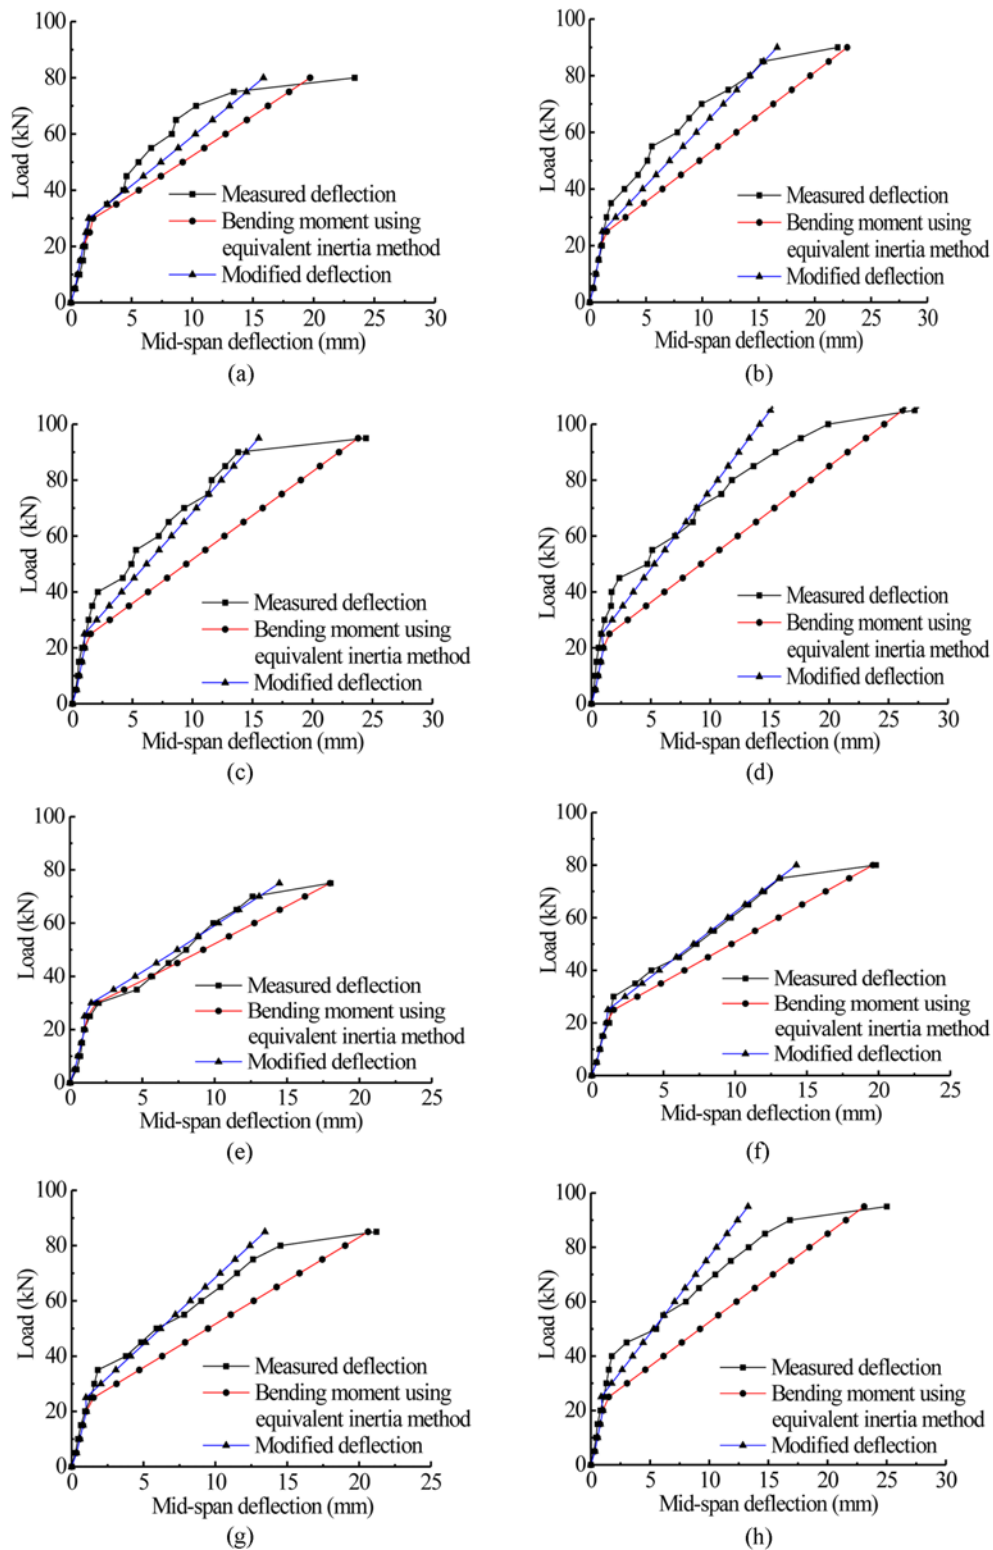 100
80
60
40
20
0
Load (kN)
Measured deflection
Bending moment using
equivalent inertia method
Modified deflection
0 5 10 15 20 25 30
Mid-span deflection (mm)
(a)
100
80
60
40
20
0
Load (kN)
Measured deflection
Bending moment using
equivalent inertia method
Modified deflection
0 5 10 15 20 25 30
Mid-span deflection (mm)
(b)
100
80
60
40
20
0
Load (kN)
Measured deflection
Bending moment using
equivalent inertia method
Modified deflection
0 5 10 15 20 25 30
Mid-span deflection (mm)
(c)
100
80
60
40
20
0
Load (kN)
Measured deflection
Bending moment using
equivalent inertia method
Modified deflection
0 5 10 15 20 25 30
Mid-span deflection (mm)
(d)
100
80
60
40
20
0
Load (kN)
Measured deflection
Bending moment using
equivalent inertia method
Modified deflection
0 5 10 15 20 25
Mid-span deflection (mm)
(e)
100
80
60
40
20
0
Load (kN)
Measured deflection
Bending moment using
equivalent inertia method
Modified deflection
0 5 10 15 20 25
Mid-span deflection (mm)
(f)
100
80
60
40
20
0
Load (kN)
Measured deflection
Bending moment using
equivalent inertia method
Modified deflection
0 5 10 15 20 25
Mid-span deflection (mm)
(g)
100
80
60
40
20
0
Load (kN)
Measured deflection
Bending moment using
equivalent inertia method
Modified deflection
0 5 10 15 20 25 30
Mid-span deflection (mm)
(h)